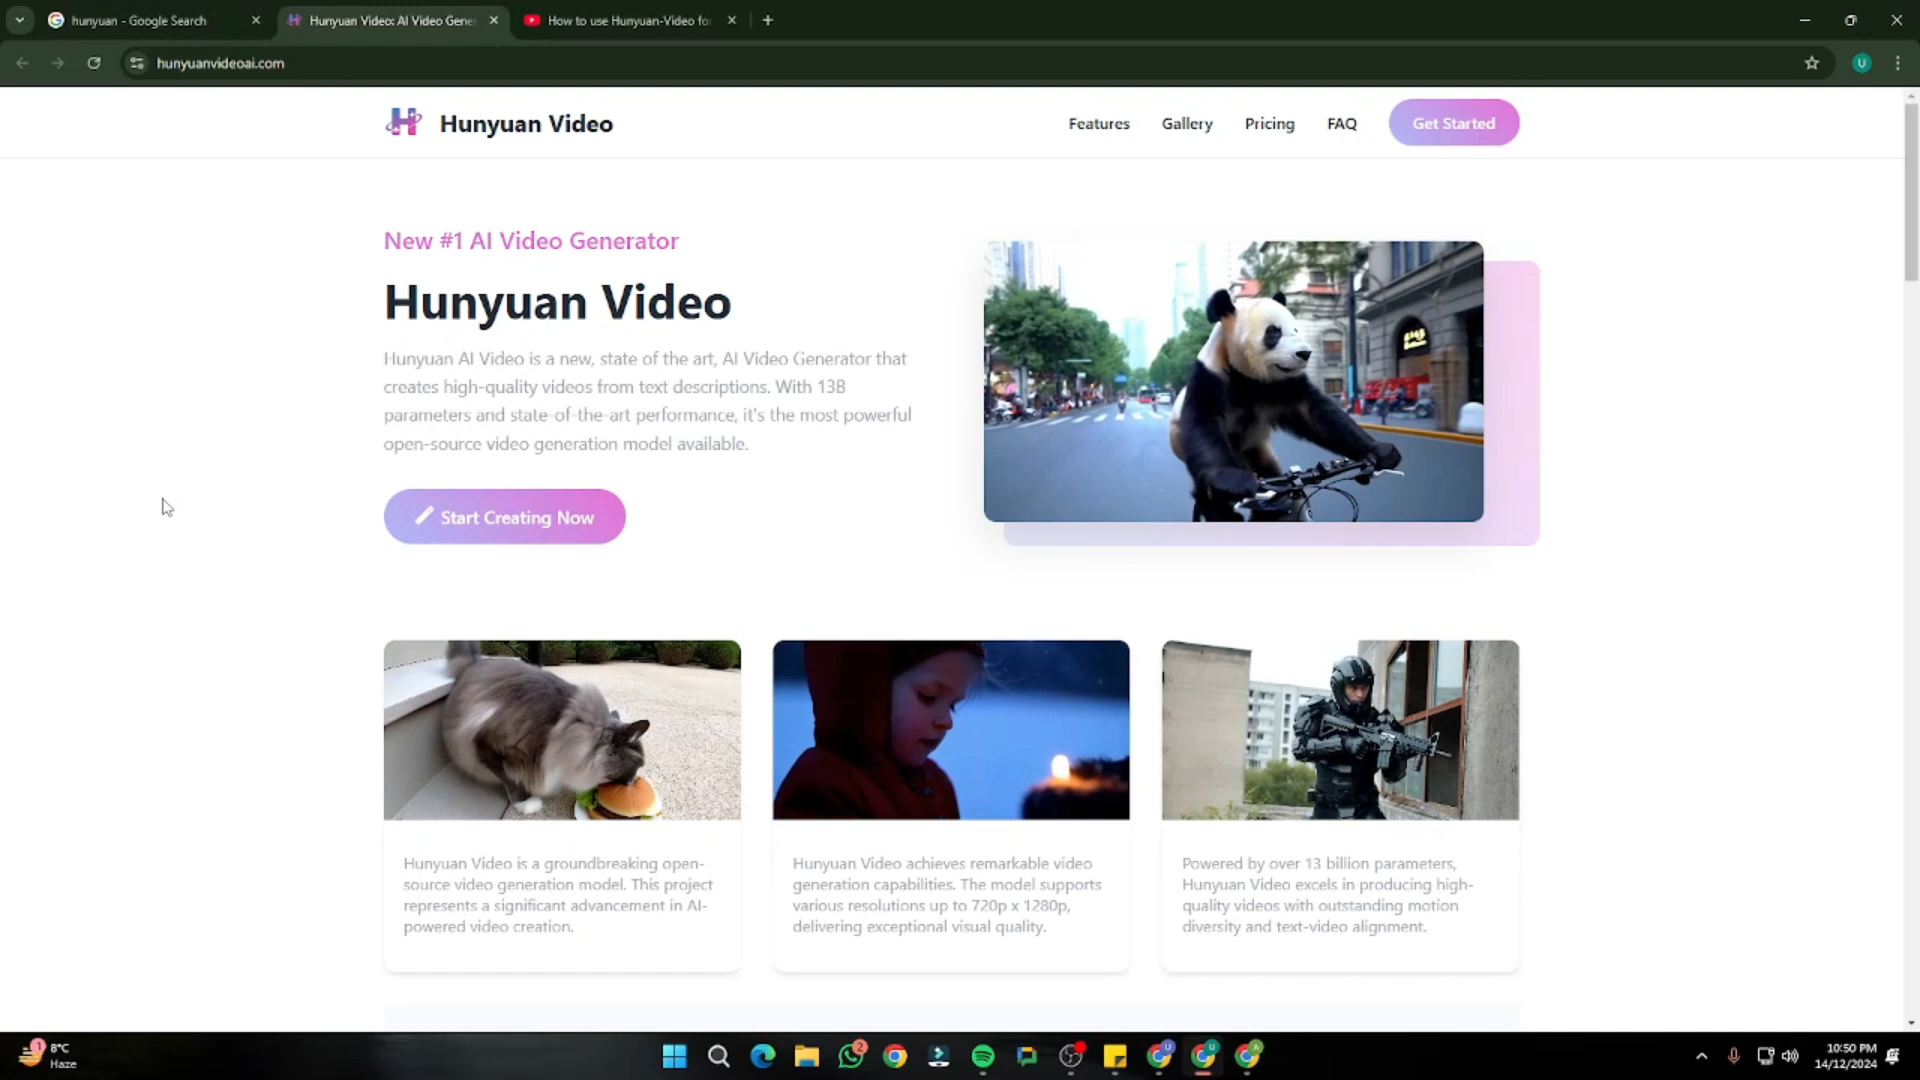 hunyuan - Google Search
Hunyuan Video: AI Video Gene
How to use Hunyuan-Video fo
hunyuanvideoai.com
U
Hunyuan Video
Features
Gallery
Pricing
FAQ
Get Started
New #1 AI Video Generator
Hunyuan Video
Hunyuan AI Video is a new, state of the art, AI Video Generator that
creates high-quality videos from text descriptions. With 13B
parameters and state-of-the-art performance, it's the most powerful
open-source video generation model available.
Start Creating Now
Hunyuan Video is a groundbreaking open-
source video generation model. This project
represents a significant advancement in AI-
powered video creation.
Hunyuan Video achieves remarkable video
generation capabilities. The model supports
various resolutions up to 720p x 1280p,
delivering exceptional visual quality.
Powered by over 13 billion parameters,
Hunyuan Video excels in producing high-
quality videos with outstanding motion
diversity and text-video alignment.
1
8°C
Haze
2
U
U
A
10:50 PM
14/12/2024